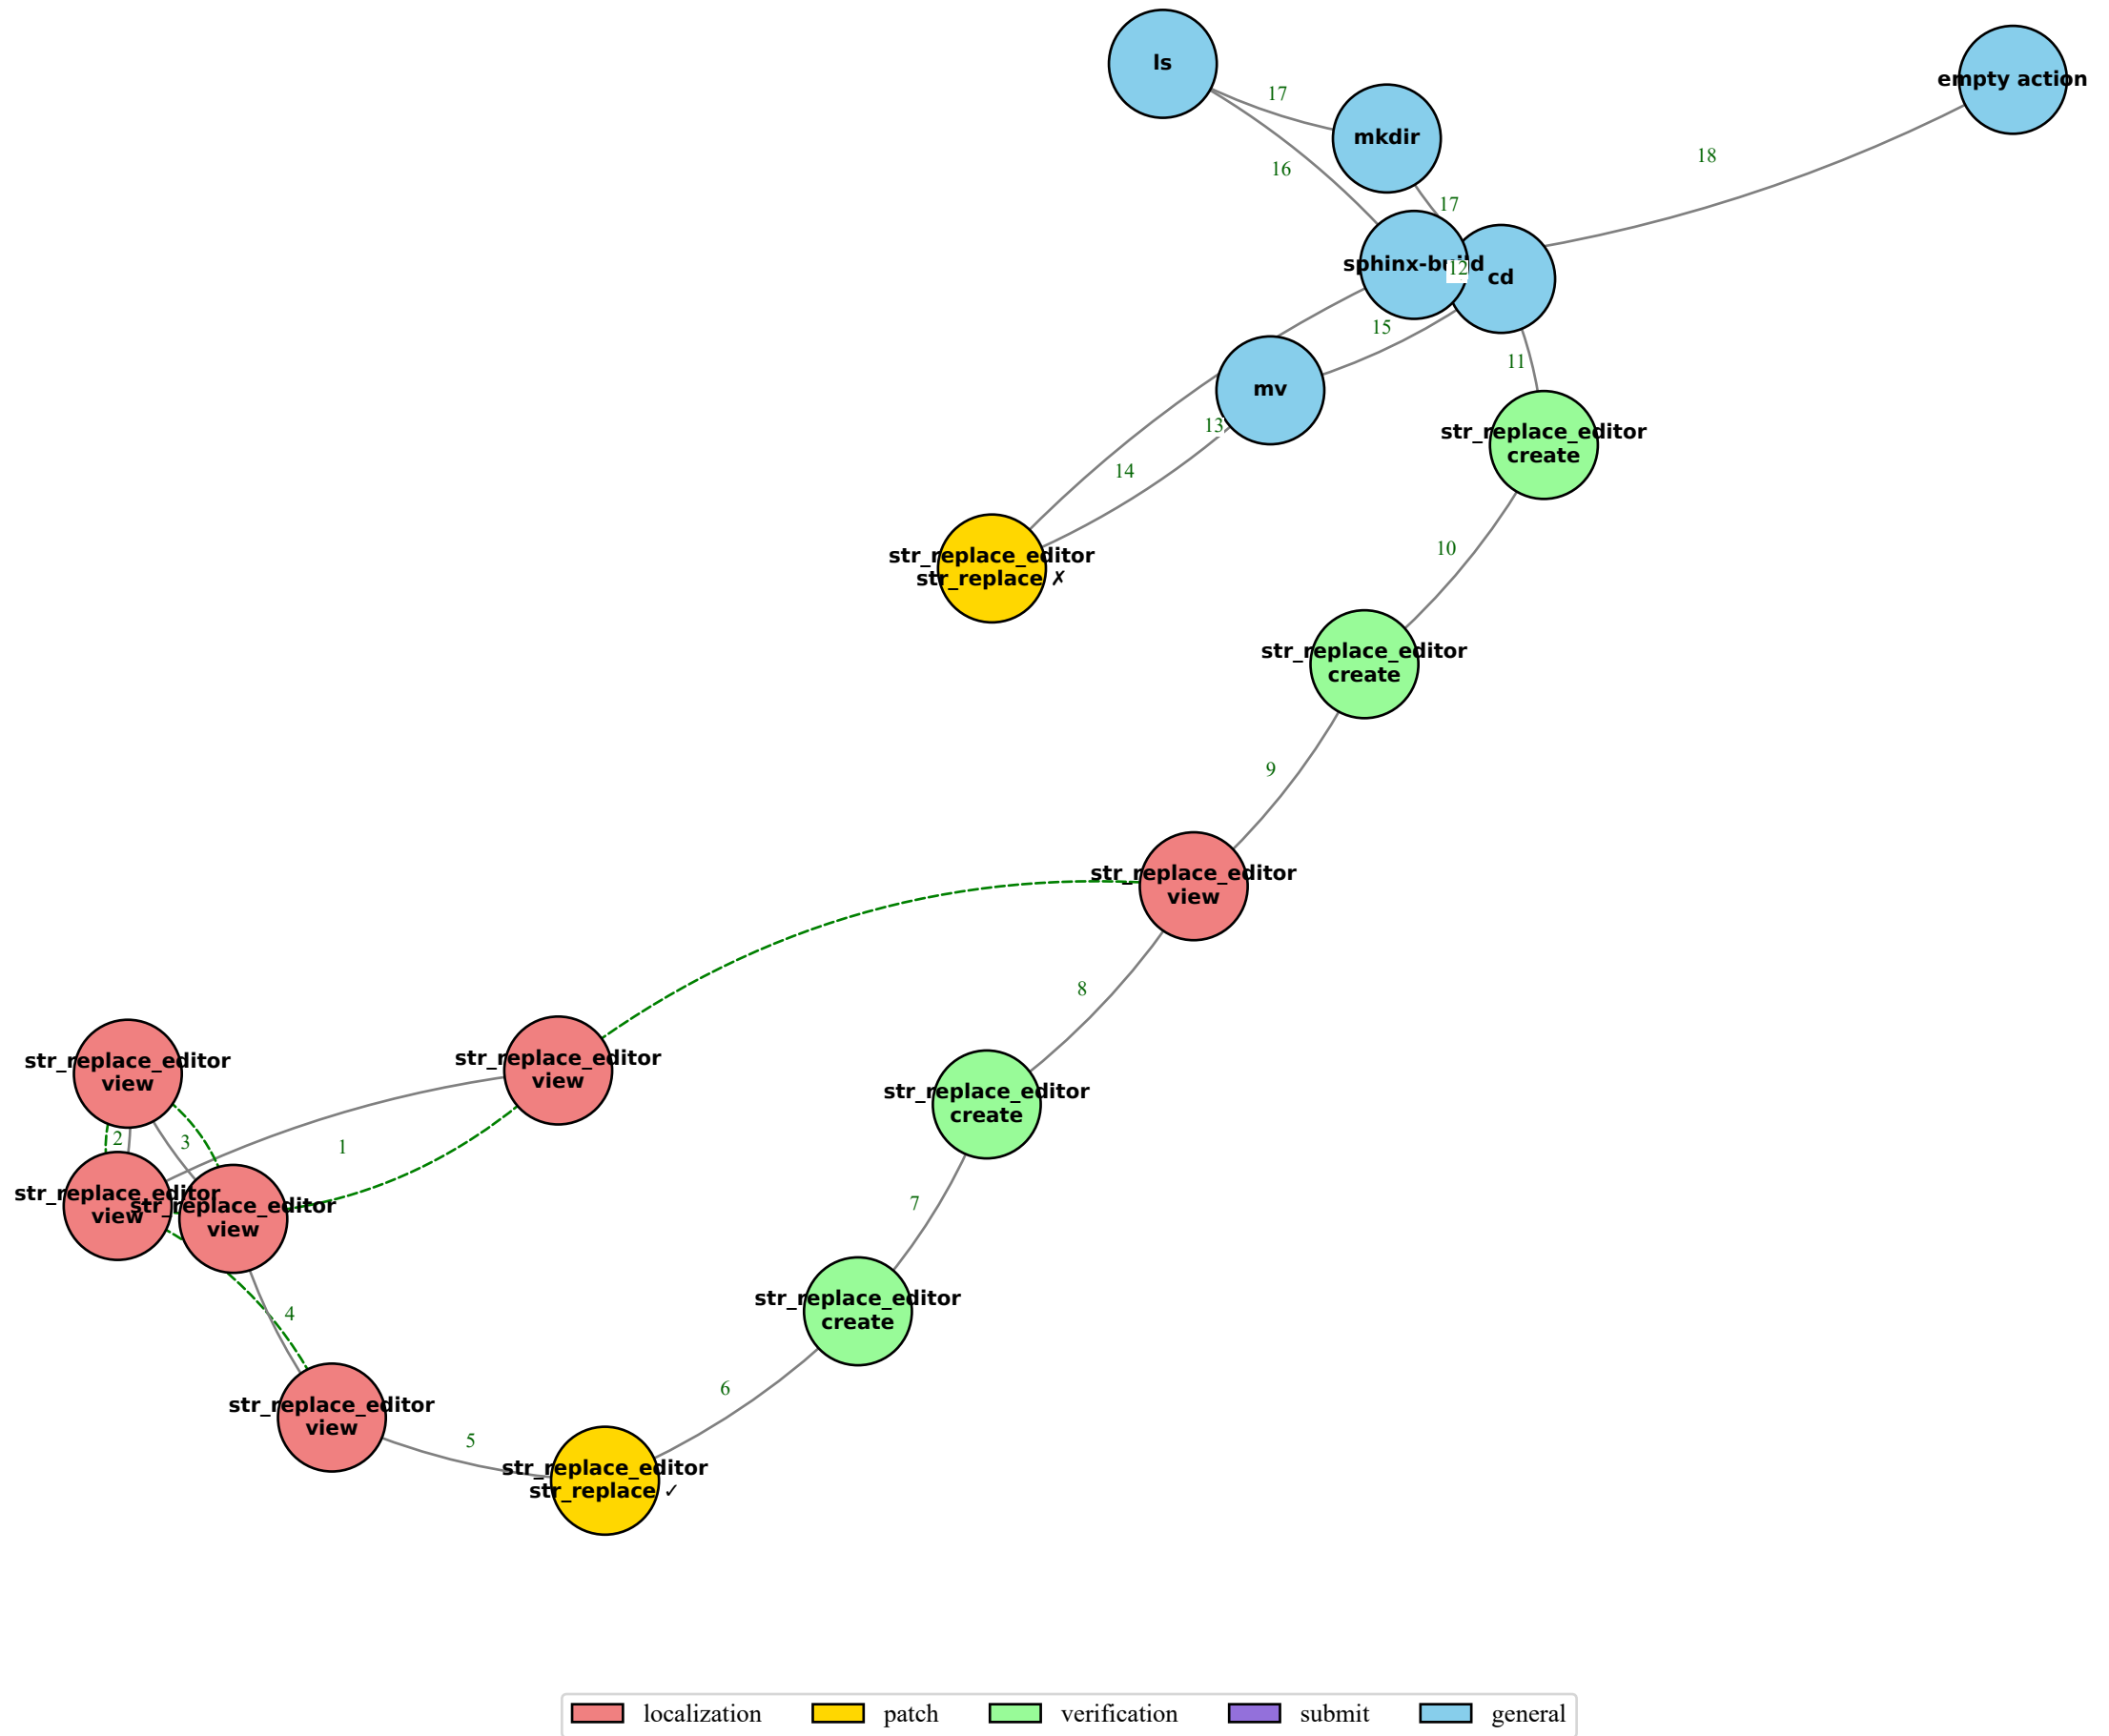 ls
17
mkdir
empty action
18
16
17
sphinx-build
12
cd
15
11
mv
13
str_replace_editor
create
14
10
str_replace_editor
str_replace ✗
str_replace_editor
create
9
str_replace_editor
view
8
str_replace_editor
view
str_replace_editor
view
str_replace_editor
create
2
3
1
str_replace_editor
view
str_replace_editor
view
7
4
str_replace_editor
create
6
str_replace_editor
view
5
str_replace_editor
str_replace ✓
localization
patch
verification
submit
general